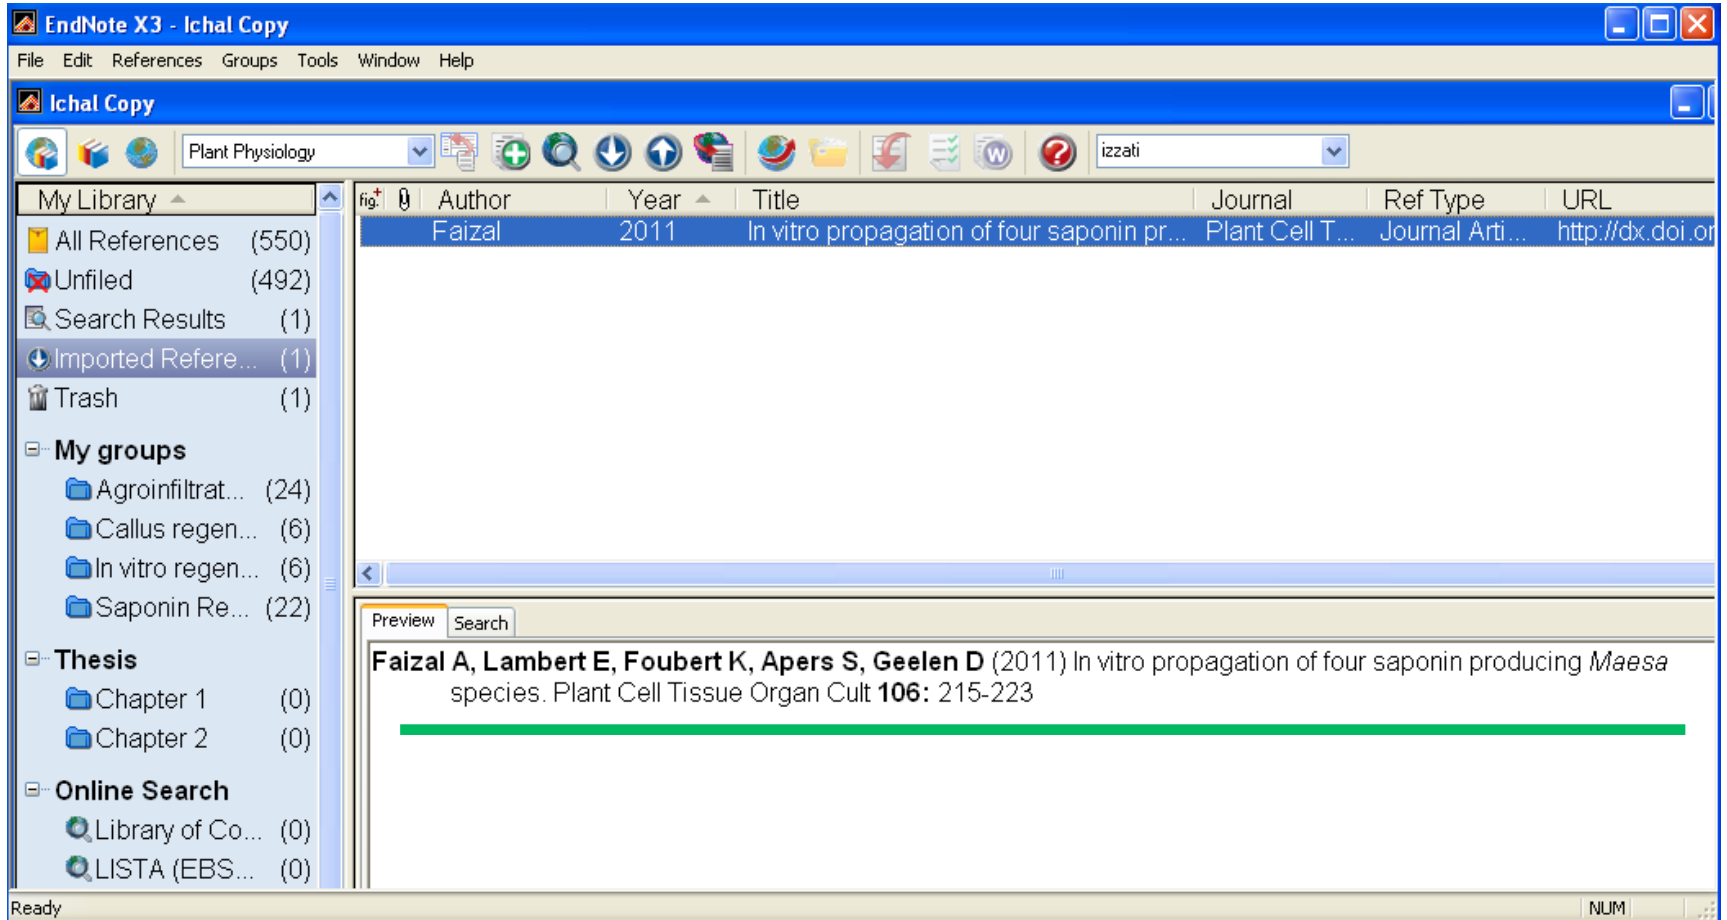 EndNote X3 - Ichal Copy
File Edit References Groups Tools Window Help
Ichal Copy
Plant Physiology izzati
My Library
All References (550)
Unfiled (492)
Search Results (1)
Imported Refere... (1)
Trash (1)
My groups
Agroinfiltrat... (24)
Callus regen... (6)
In vitro regen... (6)
Saponin Re... (22)
Thesis
Chapter 1 (0)
Chapter 2 (0)
Online Search
Library of Co... (0)
LISTA (EBS... (0)
fig.+ Author Year Title Journal Ref Type URL
Faizal 2011 In vitro propagation of four saponin pr... Plant Cell T... Journal Arti... http://dx.doi.or
Preview Search
Faizal A, Lambert E, Foubert K, Apers S, Geelen D (2011) In vitro propagation of four saponin producing Maesa
species. Plant Cell Tissue Organ Cult 106: 215-223
Ready NUM